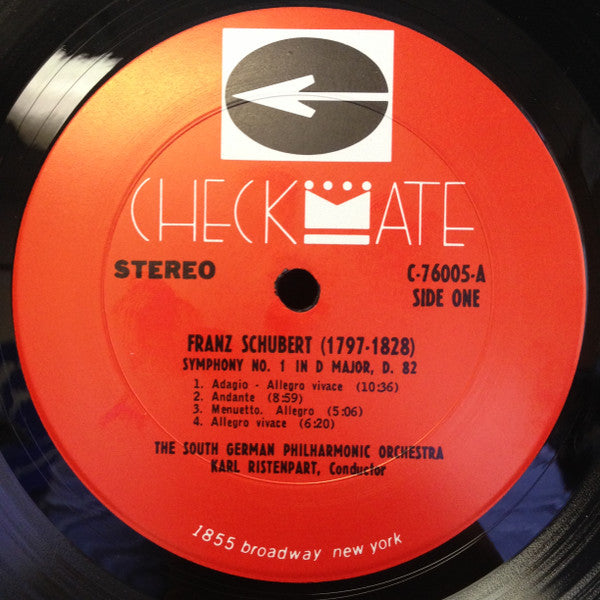 CHECKMATE
STEREO
C-76005-A
SIDE ONE
FRANZ SCHUBERT (1797-1828)
SYMPHONY NO. 1 IN D MAJOR, D. 82
1. Adagio - Allegro vivace (10:36)
2. Andante (8:59)
3. Menuetto. Allegro (5:06)
4. Allegro vivace (6:20)
THE SOUTH GERMAN PHILHARMONIC ORCHESTRA
KARL RISTENPART, Conductor
1855 broadway new york